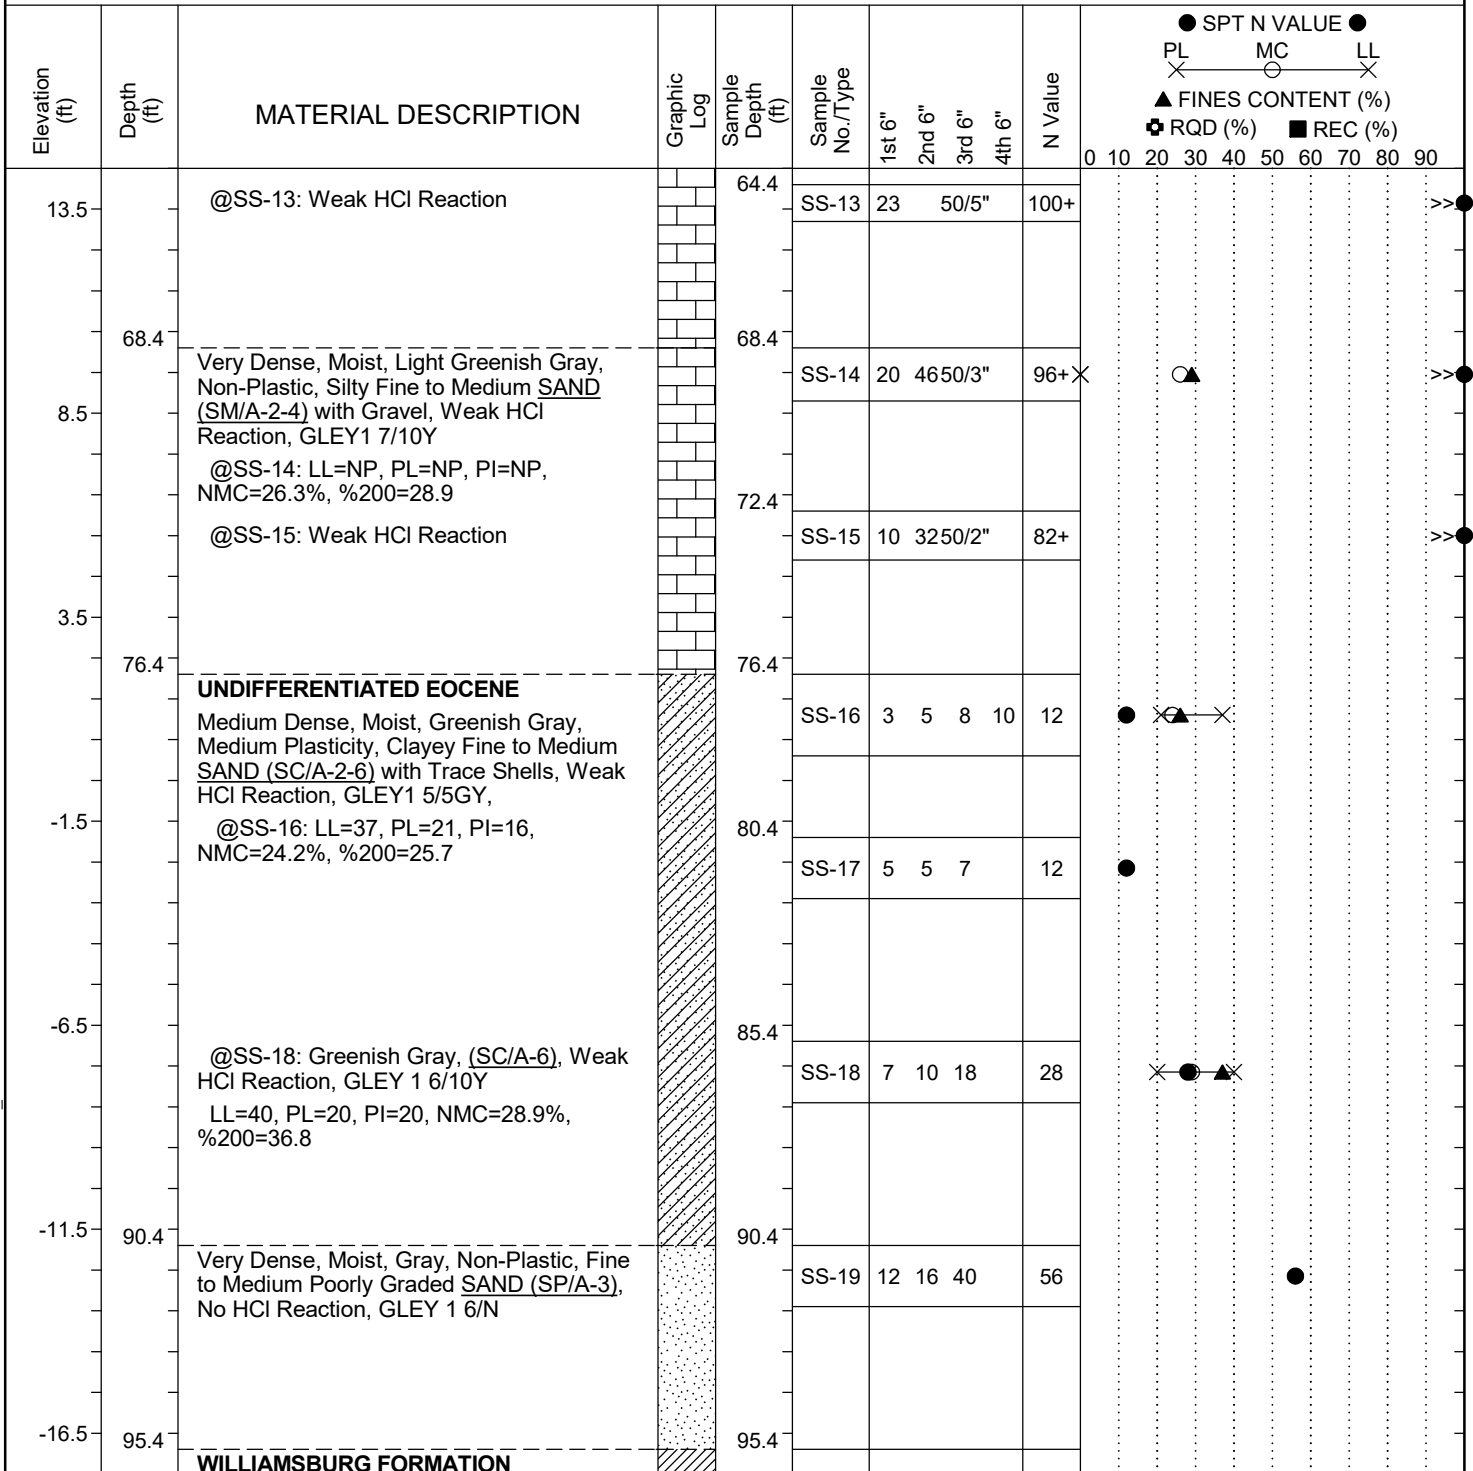 ● SPT N VALUE ●
PL MC LL
▲ FINES CONTENT (%)
RQD (%) ■ REC (%)
Elevation (ft)
Depth (ft)
MATERIAL DESCRIPTION
Graphic Log
Sample Depth (ft)
Sample No./Type
1st 6"
2nd 6"
3rd 6"
4th 6"
N Value
0 10 20 30 40 50 60 70 80 90
64.4
13.5 @SS-13: Weak HCl Reaction SS-13 23 50/5" 100+ >>
68.4 68.4
Very Dense, Moist, Light Greenish Gray,
Non-Plastic, Silty Fine to Medium SAND SS-14 20 46 50/3" 96+ >>
8.5 (SM/A-2-4) with Gravel, Weak HCl
Reaction, GLEY1 7/10Y
@SS-14: LL=NP, PL=NP, PI=NP,
NMC=26.3%, %200=28.9 72.4
@SS-15: Weak HCl Reaction SS-15 10 32 50/2" 82+ >>
3.5
76.4 76.4
UNDIFFERENTIATED EOCENE
Medium Dense, Moist, Greenish Gray, SS-16 3 5 8 10 12
Medium Plasticity, Clayey Fine to Medium
SAND (SC/A-2-6) with Trace Shells, Weak
HCl Reaction, GLEY1 5/5GY,
-1.5 @SS-16: LL=37, PL=21, PI=16, 80.4
NMC=24.2%, %200=25.7
SS-17 5 5 7 12
-6.5 85.4
@SS-18: Greenish Gray, (SC/A-6), Weak
HCl Reaction, GLEY 1 6/10Y SS-18 7 10 18 28
LL=40, PL=20, PI=20, NMC=28.9%,
%200=36.8
-11.5 90.4 90.4
Very Dense, Moist, Gray, Non-Plastic, Fine
to Medium Poorly Graded SAND (SP/A-3), SS-19 12 16 40 56
No HCl Reaction, GLEY 1 6/N
-16.5 95.4 95.4
WILLIAMSBURG FORMATION